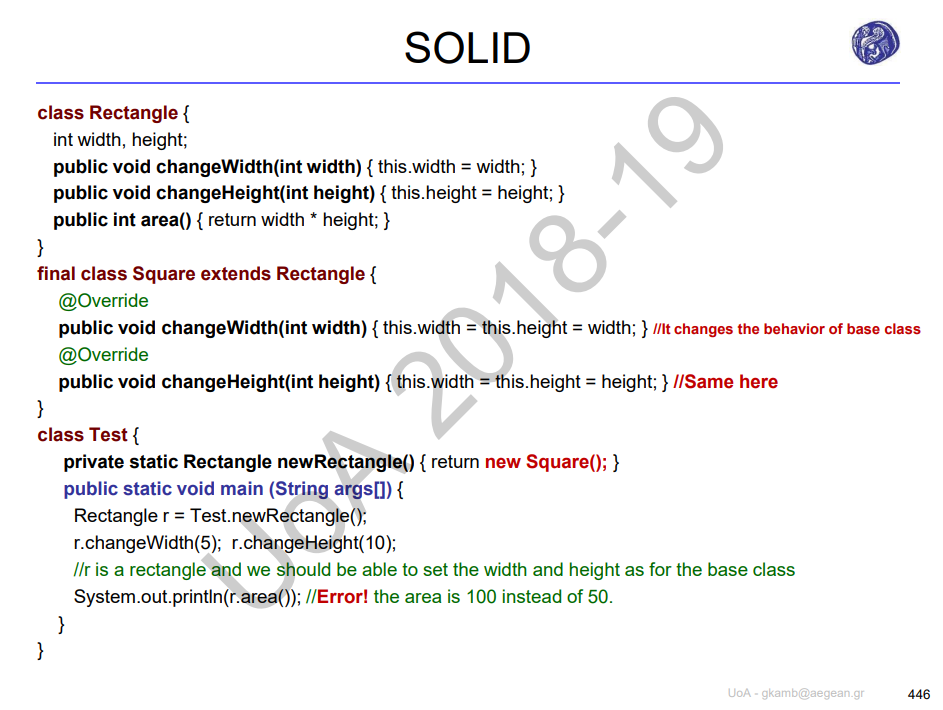 SOLID
class Rectangle {
int width, height;
public void changeWidth(int width) { this.width = width; }
public void changeHeight(int height) { this.height = height; }
public int area() { return width * height; }
}
final class Square extends Rectangle {
@Override
public void changeWidth(int width) { this.width = this.height = width; } //It changes the behavior of base class
@Override
public void changeHeight(int height) { this.width = this.height = height; } //Same here
}
class Test {
private static Rectangle newRectangle() { return new Square(); }
public static void main (String args[]) {
Rectangle r = Test.newRectangle();
r.changeWidth(5); r.changeHeight(10);
//r is a rectangle and we should be able to set the width and height as for the base class
System.out.println(r.area()); //Error! the area is 100 instead of 50.
}
}
UoA 2018-19
UoA - gkamb@aegean.gr
446